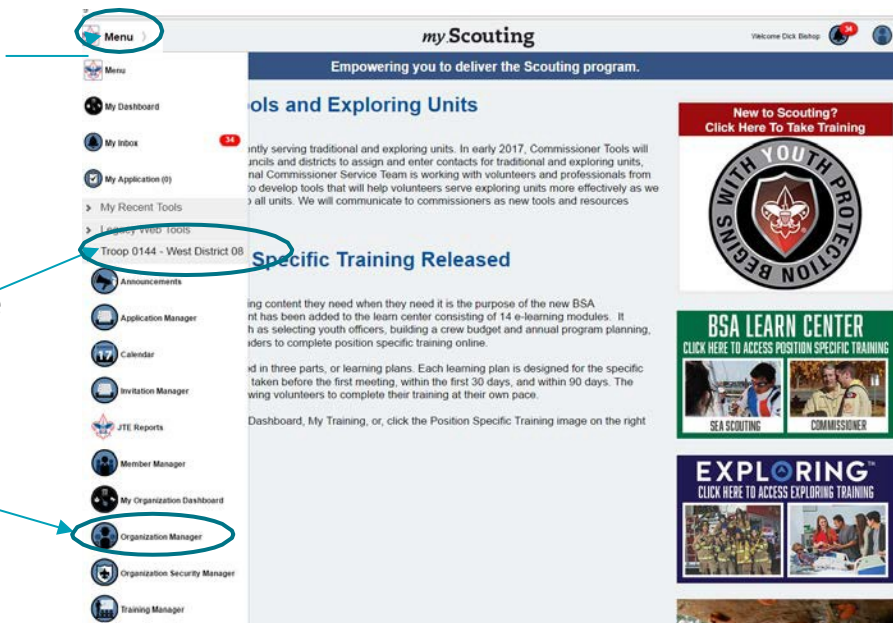 Menu
my.Scouting
Welcome Dick Bishop
34
Menu
Empowering you to deliver the Scouting program.
My Dashboard
ols and Exploring Units
My Inbox
34
ntly serving traditional and exploring units. In early 2017, Commissioner Tools will
uncils and districts to assign and enter contacts for traditional and exploring units,
nal Commissioner Service Team is working with volunteers and professionals from
o develop tools that will help volunteers serve exploring units more effectively as we
all units. We will communicate to commissioners as new tools and resources
My Application (0)
My Recent Tools
Legacy Web Tools
Troop 0144 - West District 08
Specific Training Released
Announcements
Application Manager
17
Calendar
Invitation Manager
JTE Reports
Member Manager
My Organization Dashboard
Organization Manager
Organization Security Manager
Training Manager
ing content they need when they need it is the purpose of the new BSA
nt has been added to the learn center consisting of 14 e-learning modules. It
h as selecting youth officers, building a crew budget and annual program planning,
ders to complete position specific training online.
ed in three parts, or learning plans. Each learning plan is designed for the specific
taken before the first meeting, within the first 30 days, and within 90 days. The
wing volunteers to complete their training at their own pace.
Dashboard, My Training, or, click the Position Specific Training image on the right
New to Scouting?
Click Here To Take Training
BEGINS WITH YOUTH PROTECTION
BSA LEARN CENTER
CLICK HERE TO ACCESS POSITION SPECIFIC TRAINING
SEA SCOUTING
COMMISSIONER
EXPLORING™
CLICK HERE TO ACCESS EXPLORING TRAINING